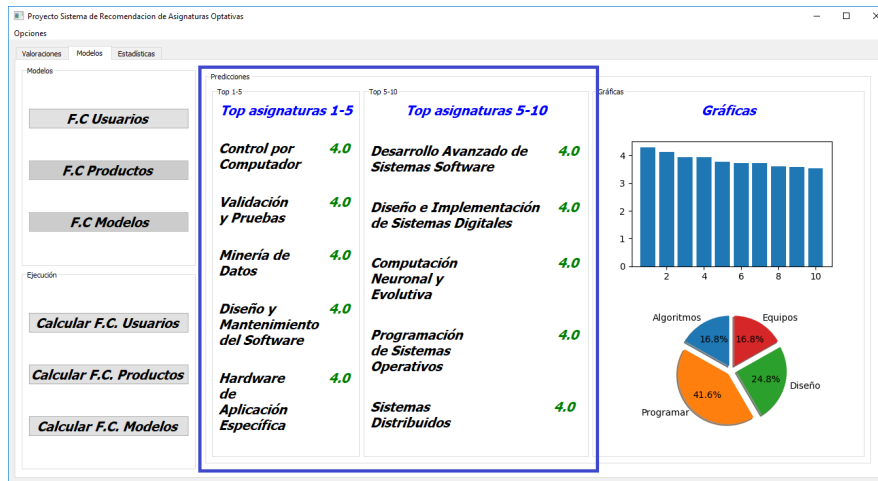 Proyecto Sistema de Recomendacion de Asignaturas Optativas
Opciones
Valoraciones Modelos Estadísticas
Modelos
F.C Usuarios
F.C Productos
F.C Modelos
Ejecución
Calcular F.C. Usuarios
Calcular F.C. Productos
Calcular F.C. Modelos
Predicciones
Top 1-5
Top asignaturas 1-5
Control por 4.0
Computador
Validación 4.0
y Pruebas
Minería de 4.0
Datos
Diseño y 4.0
Mantenimiento
del Software
Hardware 4.0
de
Aplicación
Específica
Top 5-10
Top asignaturas 5-10
Desarrollo Avanzado de 4.0
Sistemas Software
Diseño e Implementación 4.0
de Sistemas Digitales
Computación 4.0
Neuronal y
Evolutiva
Programación 4.0
de Sistemas
Operativos
Sistemas 4.0
Distribuidos
Gráficas
Gráficas
4
3
2
1
0
2 4 6 8 10
Algoritmos Equipos
16.8% 16.8%
24.8% Diseño
41.6%
Programar